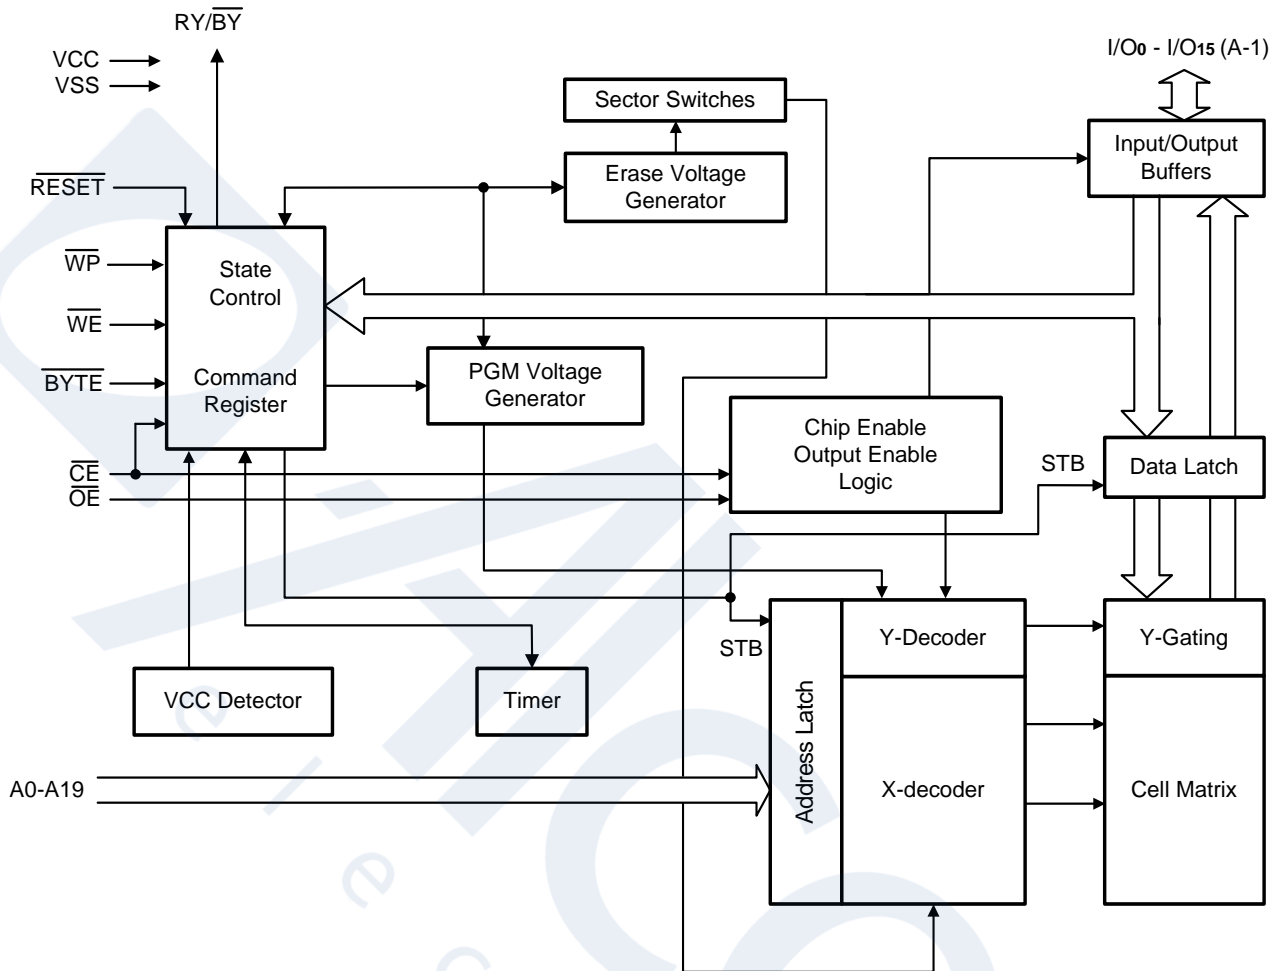 RY/BY
VCC
VSS
I/O0 - I/O15 (A-1)
Sector Switches
Input/Output
Buffers
Erase Voltage
Generator
RESET
WP
State
Control
WE
BYTE
Command
Register
PGM Voltage
Generator
Chip Enable
Output Enable
Logic
CE
OE
STB
Data Latch
STB
Y-Decoder
Y-Gating
VCC Detector
Timer
Address Latch
A0-A19
X-decoder
Cell Matrix
e
l
e
c